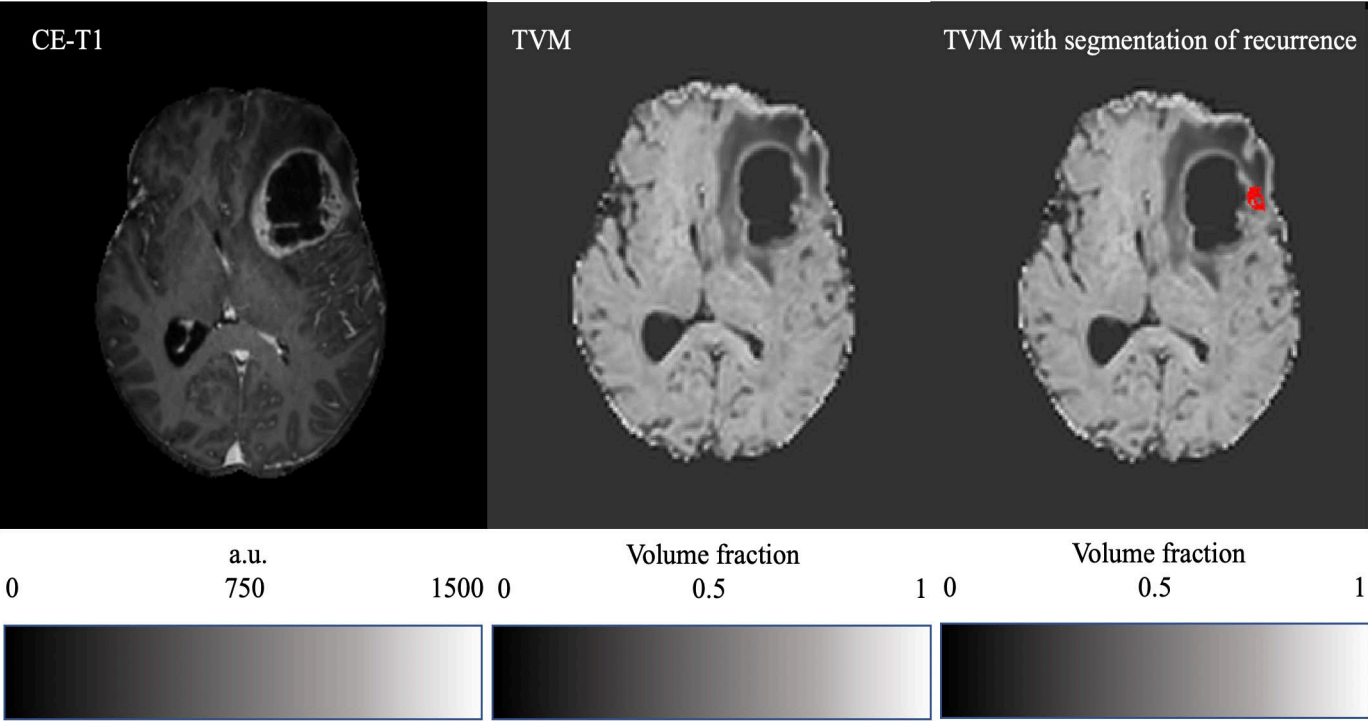 CE-T1
TVM
TVM with segmentation of recurrence
a.u.
0 750 1500
Volume fraction
0 0.5 1
Volume fraction
0 0.5 1